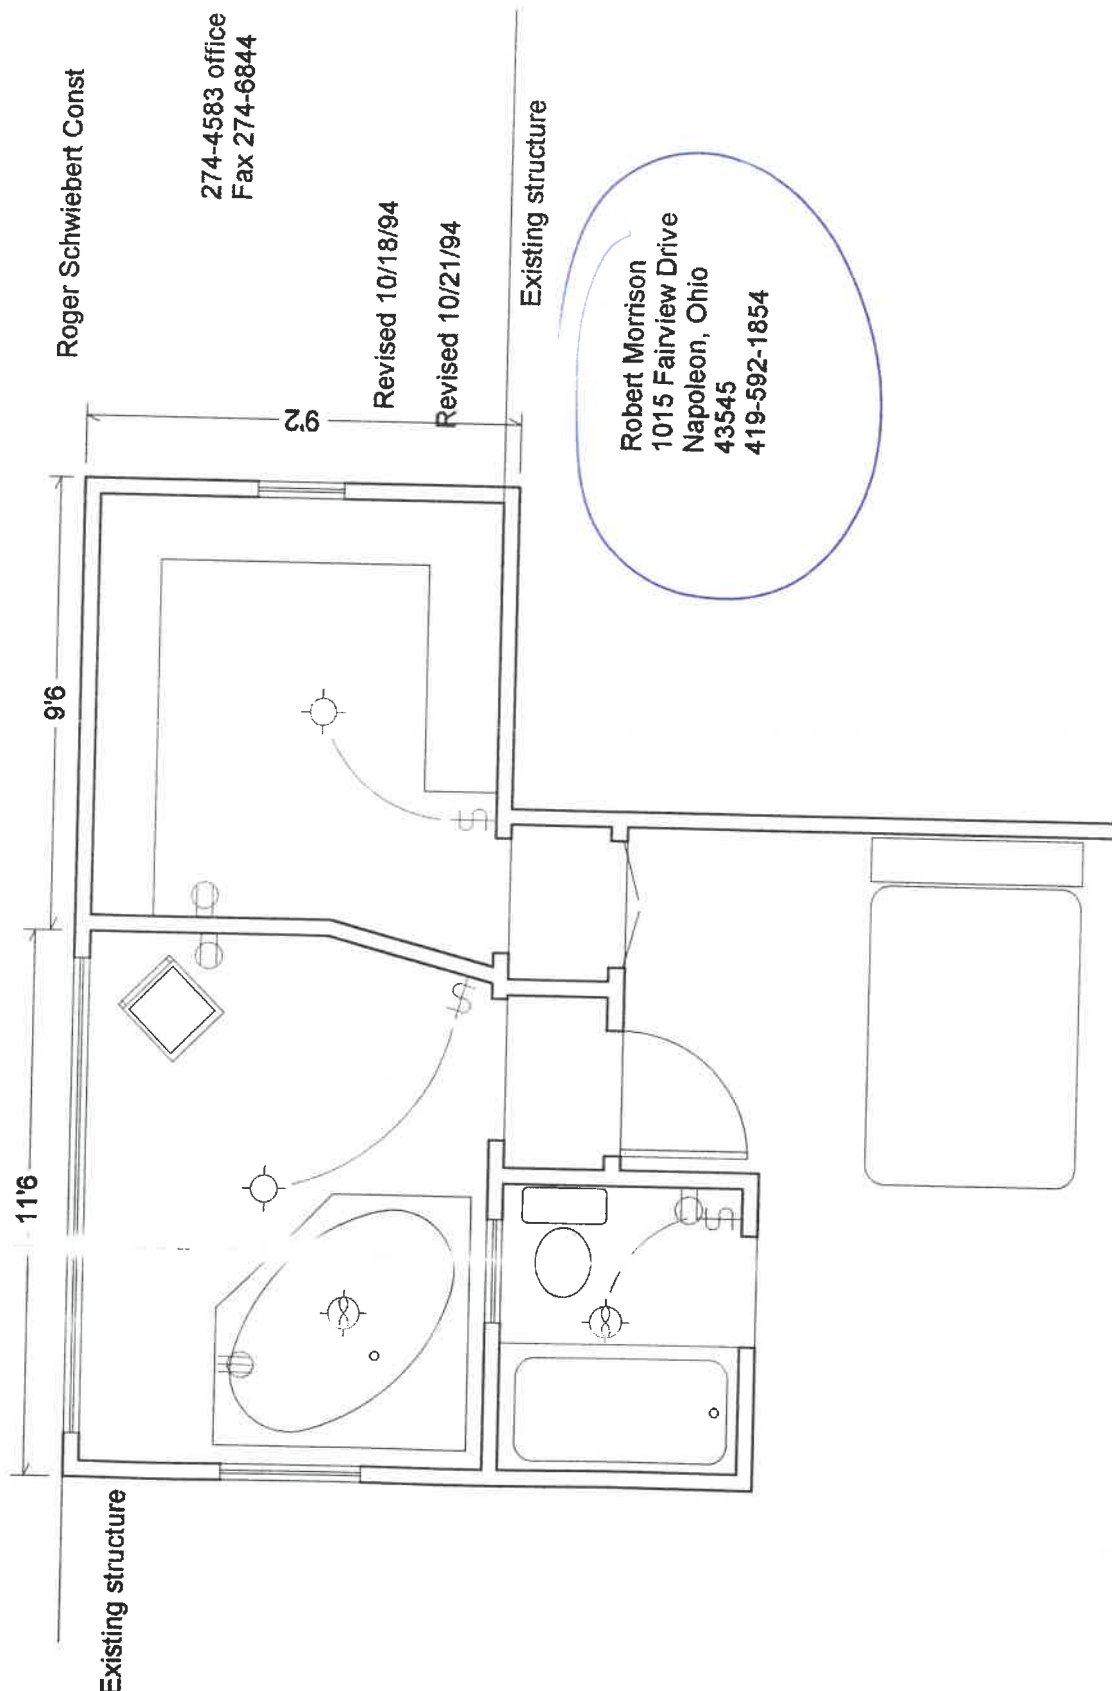 Roger Schwiebert Const
274-4583 office
Fax 274-6844
Revised 10/18/94
Revised 10/21/94
9'2
9'6
11'6
Existing structure
Existing structure
Robert Morrison
1015 Fairview Drive
Napoleon, Ohio
43545
419-592-1854
S
S
S